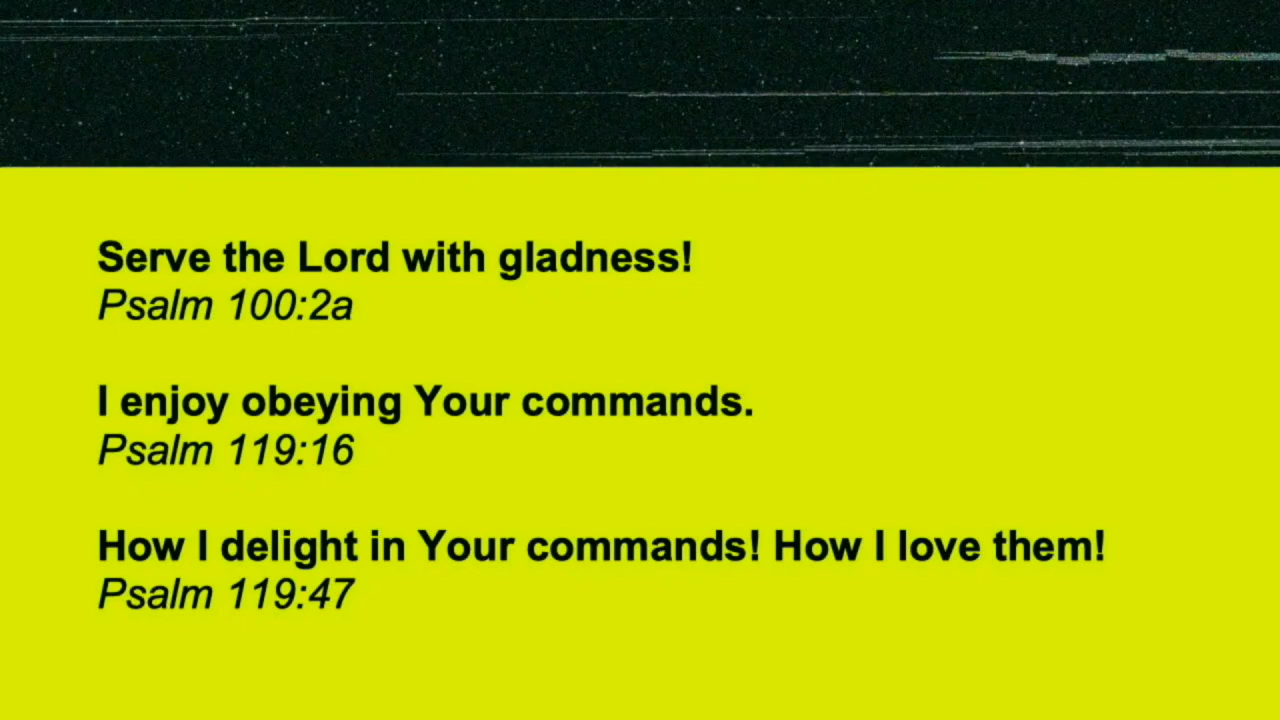 Serve the Lord with gladness!
Psalm 100:2a
I enjoy obeying Your commands.
Psalm 119:16
How I delight in Your commands! How I love them!
Psalm 119:47